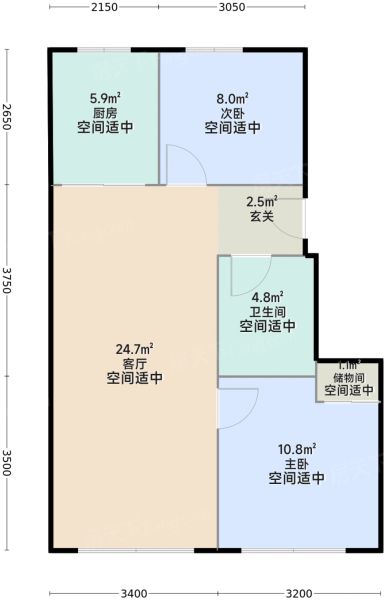 2150 3050
2650
3750
3500
5.9㎡
厨房
空间适中
8.0㎡
次卧
空间适中
2.5㎡
玄关
4.8㎡
卫生间
空间适中
24.7㎡
客厅
空间适中
1.1㎡
储物间
空间适中
10.8㎡
主卧
空间适中
3400 3200